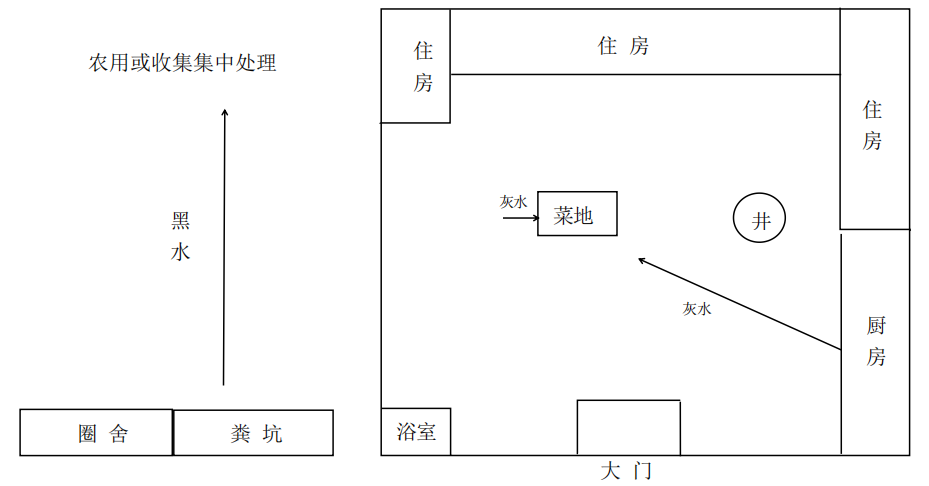 农用或收集集中处理
黑
水
圈 舍
粪 坑
住
房
住 房
住
房
灰水
菜地
井
灰水
厨
房
浴室
大 门